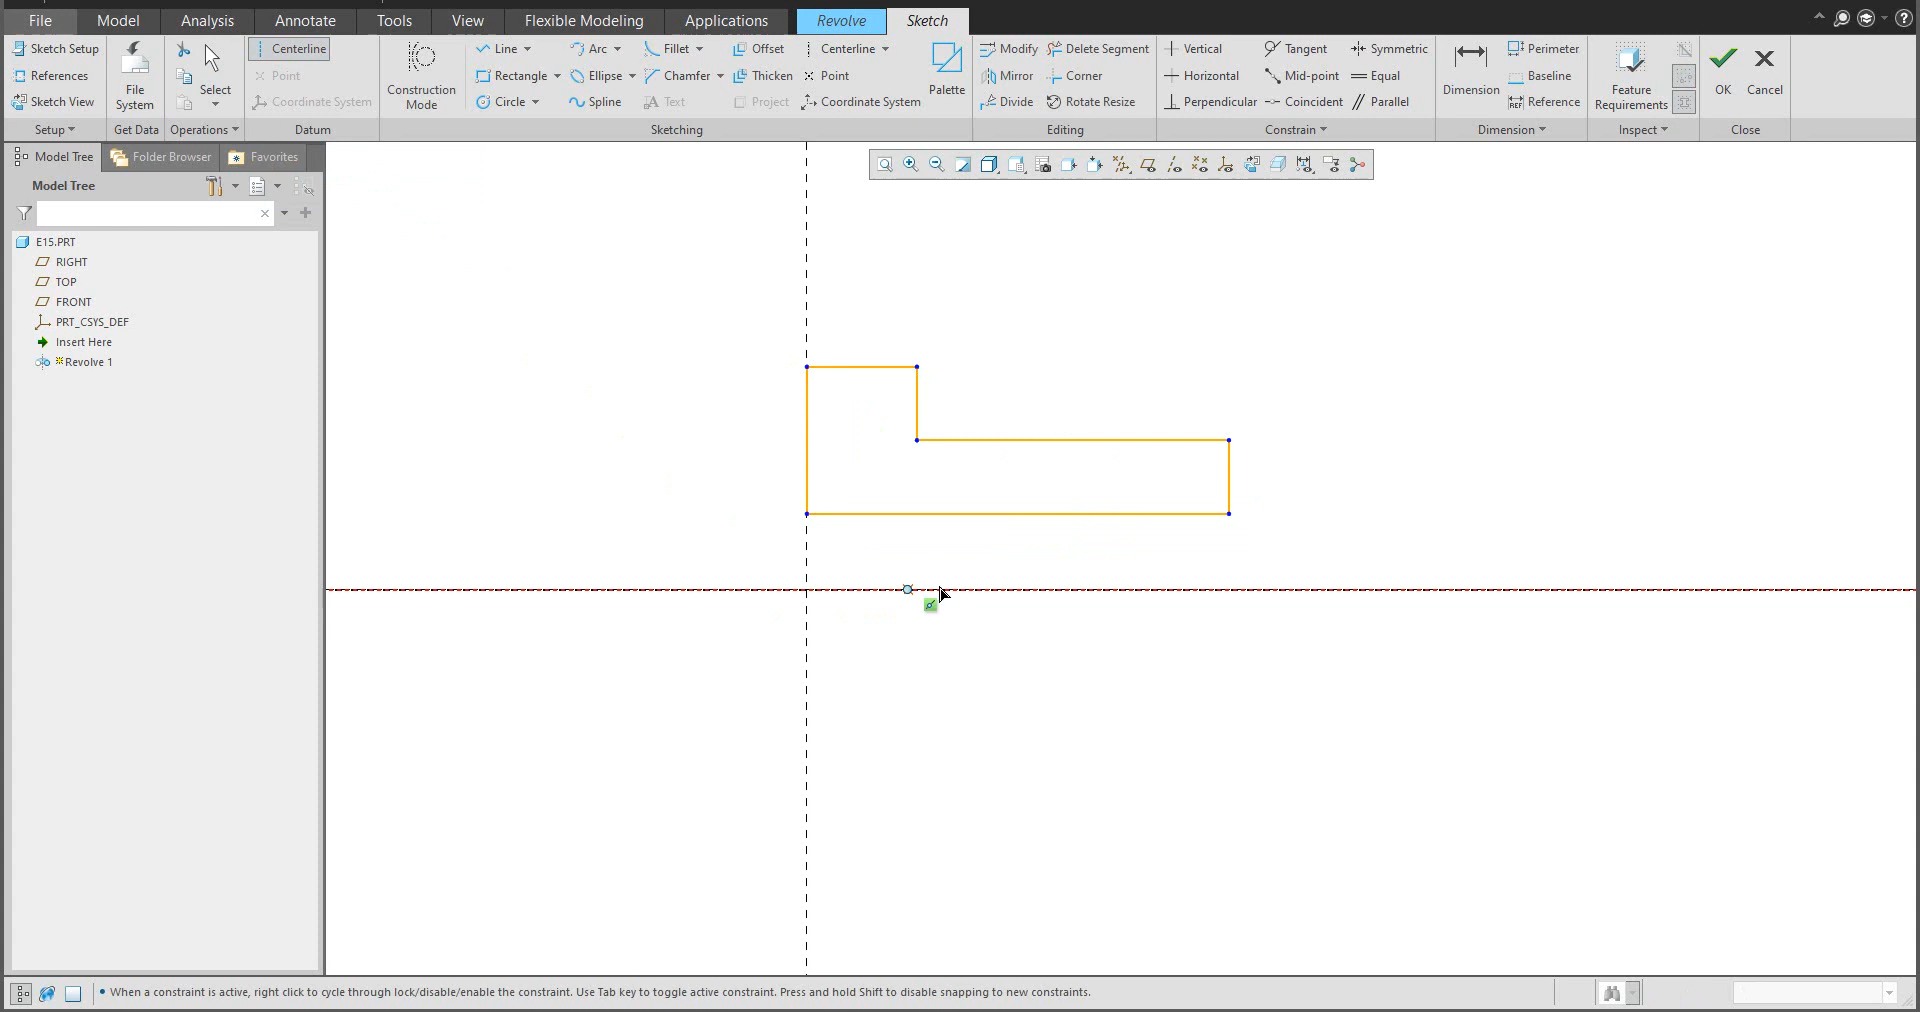 File Model Analysis Annotate Tools View Flexible Modeling Applications Revolve Sketch
Sketch Setup Centerline Line Arc Fillet Offset Centerline Modify Delete Segment Vertical Tangent Symmetric Perimeter
References Point Rectangle Ellipse Chamfer Thicken Point Mirror Corner Horizontal Mid-point Equal Baseline
Sketch View Coordinate System Circle Spline Text Project Coordinate System Divide Rotate Resize Perpendicular Coincident Parallel REF Reference
File System Select Construction Mode Palette Dimension Feature Requirements OK Cancel
Setup Get Data Operations Datum Sketching Editing Constrain Dimension Inspect Close
Model Tree Folder Browser Favorites
Model Tree
E15.PRT
RIGHT
TOP
FRONT
PRT_CSYS_DEF
Insert Here
Revolve 1
• When a constraint is active, right click to cycle through lock/disable/enable the constraint. Use Tab key to toggle active constraint. Press and hold Shift to disable snapping to new constraints.